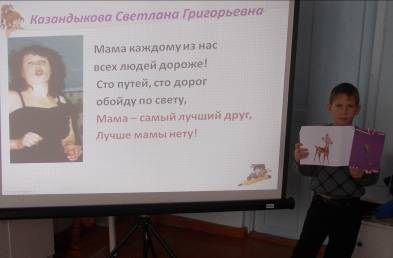 Казандыкова Светлана Григорьевна
Мама каждому из нас
всех людей дороже!
Сто путей, сто дорог
обойду по свету,
Мама – самый лучший друг,
Лучше мамы нету!